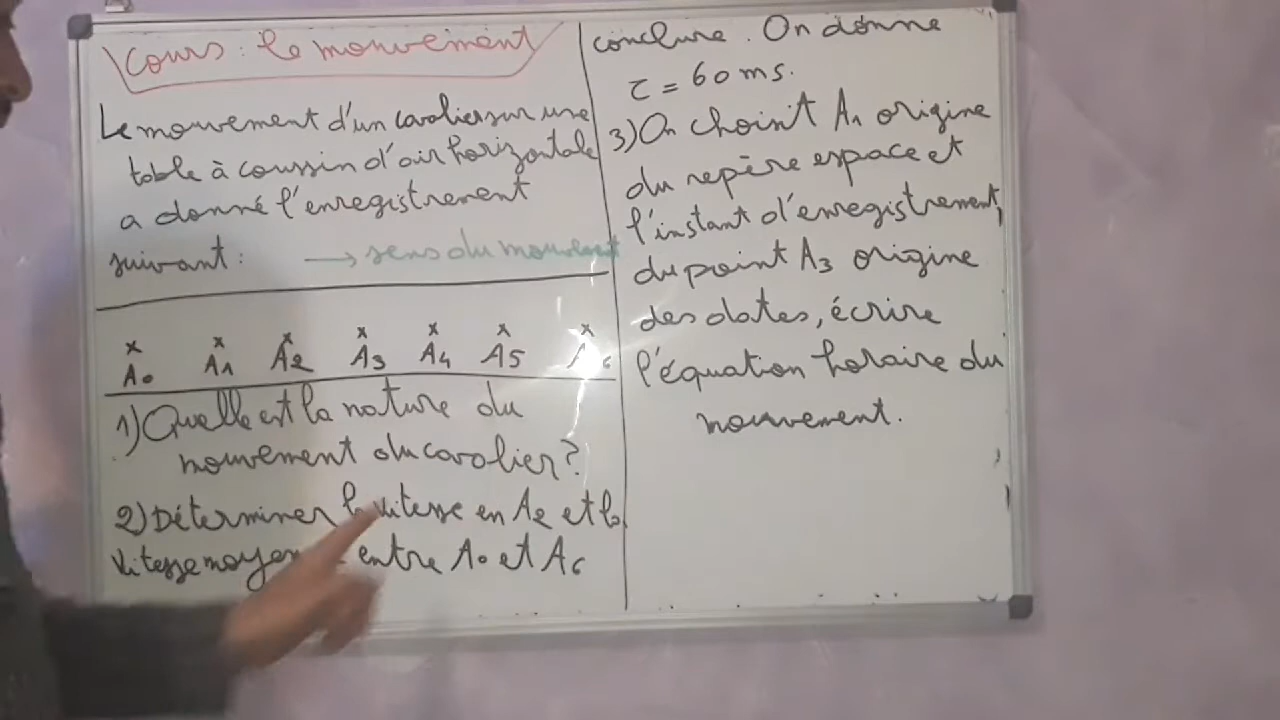 Cours : le mouvement
Le mouvement d'un cavalier sur une
table à coussin d'air horizontale
a donné l'enregistrement
suivant : → sens du mouvement
x x x x x x x
A0 A1 A2 A3 A4 A5 A6
1) Quelle est la nature du
mouvement du cavalier ?
2) Déterminer la vitesse en A2 et la
vitesse entre A0 et A6
conclure. On donne
τ = 60 ms.
3) On choint A1 origine
du repère espace et
l'instant d'enregistrement,
du point A3 origine
des dates, écrire
l'équation horaire du
mouvement.